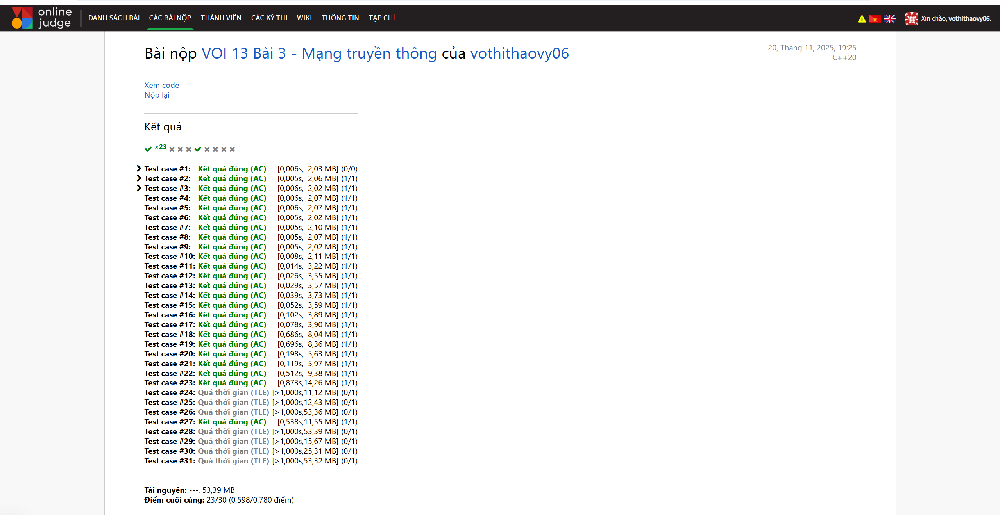 online
judge
DANH SÁCH BÀI CÁC BÀI NỘP THÀNH VIÊN CÁC KỲ THI WIKI THÔNG TIN TẠP CHÍ
Xin chào, vothithaovy06.
Bài nộp VOI 13 Bài 3 - Mạng truyền thông của vothithaovy06
20, Tháng 11, 2025, 19:25
C++20
Xem code
Nộp lại
Kết quả
×23
Test case #1: Kết quả đúng (AC) [0,006s, 2,03 MB] (0/0)
Test case #2: Kết quả đúng (AC) [0,005s, 2,06 MB] (1/1)
Test case #3: Kết quả đúng (AC) [0,006s, 2,02 MB] (1/1)
Test case #4: Kết quả đúng (AC) [0,006s, 2,07 MB] (1/1)
Test case #5: Kết quả đúng (AC) [0,006s, 2,07 MB] (1/1)
Test case #6: Kết quả đúng (AC) [0,005s, 2,02 MB] (1/1)
Test case #7: Kết quả đúng (AC) [0,005s, 2,10 MB] (1/1)
Test case #8: Kết quả đúng (AC) [0,005s, 2,07 MB] (1/1)
Test case #9: Kết quả đúng (AC) [0,005s, 2,02 MB] (1/1)
Test case #10: Kết quả đúng (AC) [0,008s, 2,11 MB] (1/1)
Test case #11: Kết quả đúng (AC) [0,014s, 3,22 MB] (1/1)
Test case #12: Kết quả đúng (AC) [0,026s, 3,55 MB] (1/1)
Test case #13: Kết quả đúng (AC) [0,029s, 3,57 MB] (1/1)
Test case #14: Kết quả đúng (AC) [0,039s, 3,73 MB] (1/1)
Test case #15: Kết quả đúng (AC) [0,052s, 3,59 MB] (1/1)
Test case #16: Kết quả đúng (AC) [0,102s, 3,89 MB] (1/1)
Test case #17: Kết quả đúng (AC) [0,078s, 3,90 MB] (1/1)
Test case #18: Kết quả đúng (AC) [0,686s, 8,04 MB] (1/1)
Test case #19: Kết quả đúng (AC) [0,696s, 8,36 MB] (1/1)
Test case #20: Kết quả đúng (AC) [0,198s, 5,63 MB] (1/1)
Test case #21: Kết quả đúng (AC) [0,119s, 5,97 MB] (1/1)
Test case #22: Kết quả đúng (AC) [0,512s, 9,38 MB] (1/1)
Test case #23: Kết quả đúng (AC) [0,873s,14,26 MB] (1/1)
Test case #24: Quá thời gian (TLE) [>1,000s,11,12 MB] (0/1)
Test case #25: Quá thời gian (TLE) [>1,000s,12,43 MB] (0/1)
Test case #26: Quá thời gian (TLE) [>1,000s,53,36 MB] (0/1)
Test case #27: Kết quả đúng (AC) [0,538s,11,55 MB] (1/1)
Test case #28: Quá thời gian (TLE) [>1,000s,53,39 MB] (0/1)
Test case #29: Quá thời gian (TLE) [>1,000s,15,67 MB] (0/1)
Test case #30: Quá thời gian (TLE) [>1,000s,25,31 MB] (0/1)
Test case #31: Quá thời gian (TLE) [>1,000s,53,32 MB] (0/1)
Tài nguyên: ---, 53,39 MB
Điểm cuối cùng: 23/30 (0,598/0,780 điểm)